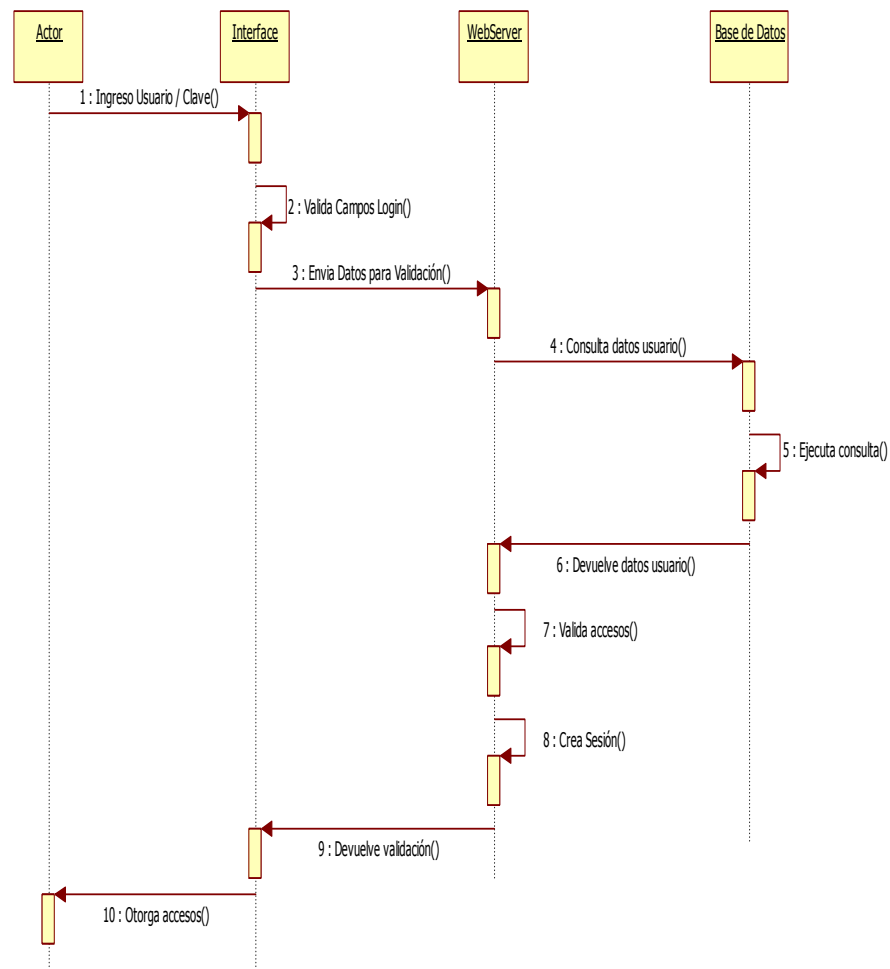 Actor
Interface
WebServer
Base de Datos
1 : Ingreso Usuario / Clave()
2 : Valida Campos Login()
3 : Envia Datos para Validación()
4 : Consulta datos usuario()
5 : Ejecuta consulta()
6 : Devuelve datos usuario()
7 : Valida accesos()
8 : Crea Sesión()
9 : Devuelve validación()
10 : Otorga accesos()